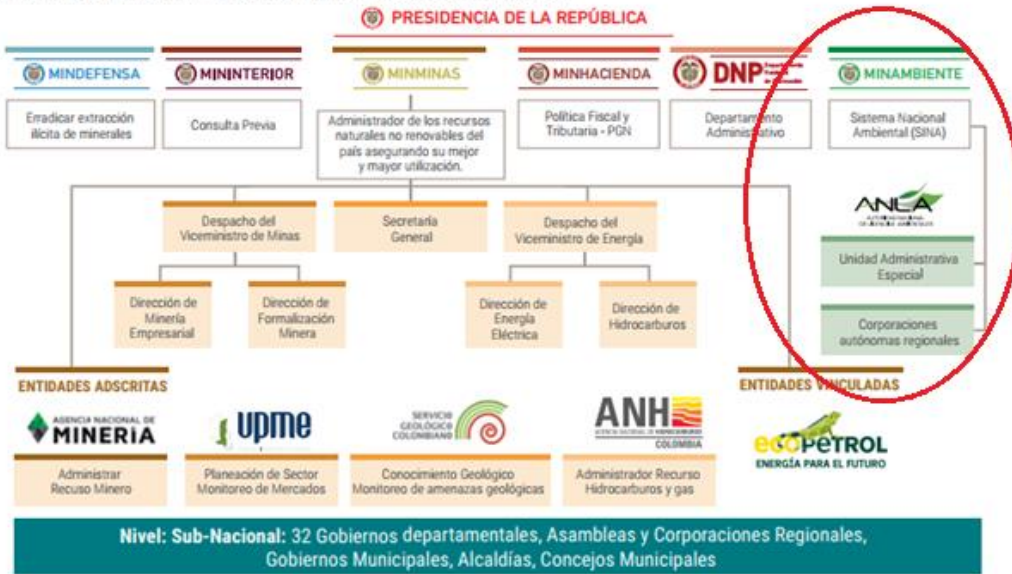 PRESIDENCIA DE LA REPÚBLICA
MINDEFENSA
MININTERIOR
MINMINAS
MINHACIENDA
DNP
MINAMBIENTE
Erradicar extracción
ilícita de minerales
Consulta Previa
Administrador de los recursos
naturales no renovables del
país asegurando su mejor
y mayor utilización.
Política Fiscal y
Tributaria - PGN
Departamento
Administrativo
Sistema Nacional
Ambiental (SINA)
ANLA
Despacho del
Viceministro de Minas
Secretaría
General
Despacho del
Viceministro de Energía
Unidad Administrativa
Especial
Dirección de
Minería
Empresarial
Dirección de
Formalización
Minera
Dirección de
Energía
Eléctrica
Dirección de
Hidrocarburos
Corporaciones
autónomas regionales
ENTIDADES ADSCRITAS
ENTIDADES VINCULADAS
AGENCIA NACIONAL DE
MINERÍA
upme
SERVICIO
GEOLÓGICO
COLOMBIANO
ANH
AGENCIA NACIONAL DE HIDROCARBUROS
COLOMBIA
ecopetrol
ENERGÍA PARA EL FUTURO
Administrar
Recuso Minero
Planeación de Sector
Monitoreo de Mercados
Conocimiento Geológico
Monitoreo de amenazas geológicas
Administrador Recurso
Hidrocarburos y gas
Nivel: Sub-Nacional: 32 Gobiernos departamentales, Asambleas y Corporaciones Regionales,
Gobiernos Municipales, Alcaldías, Concejos Municipales